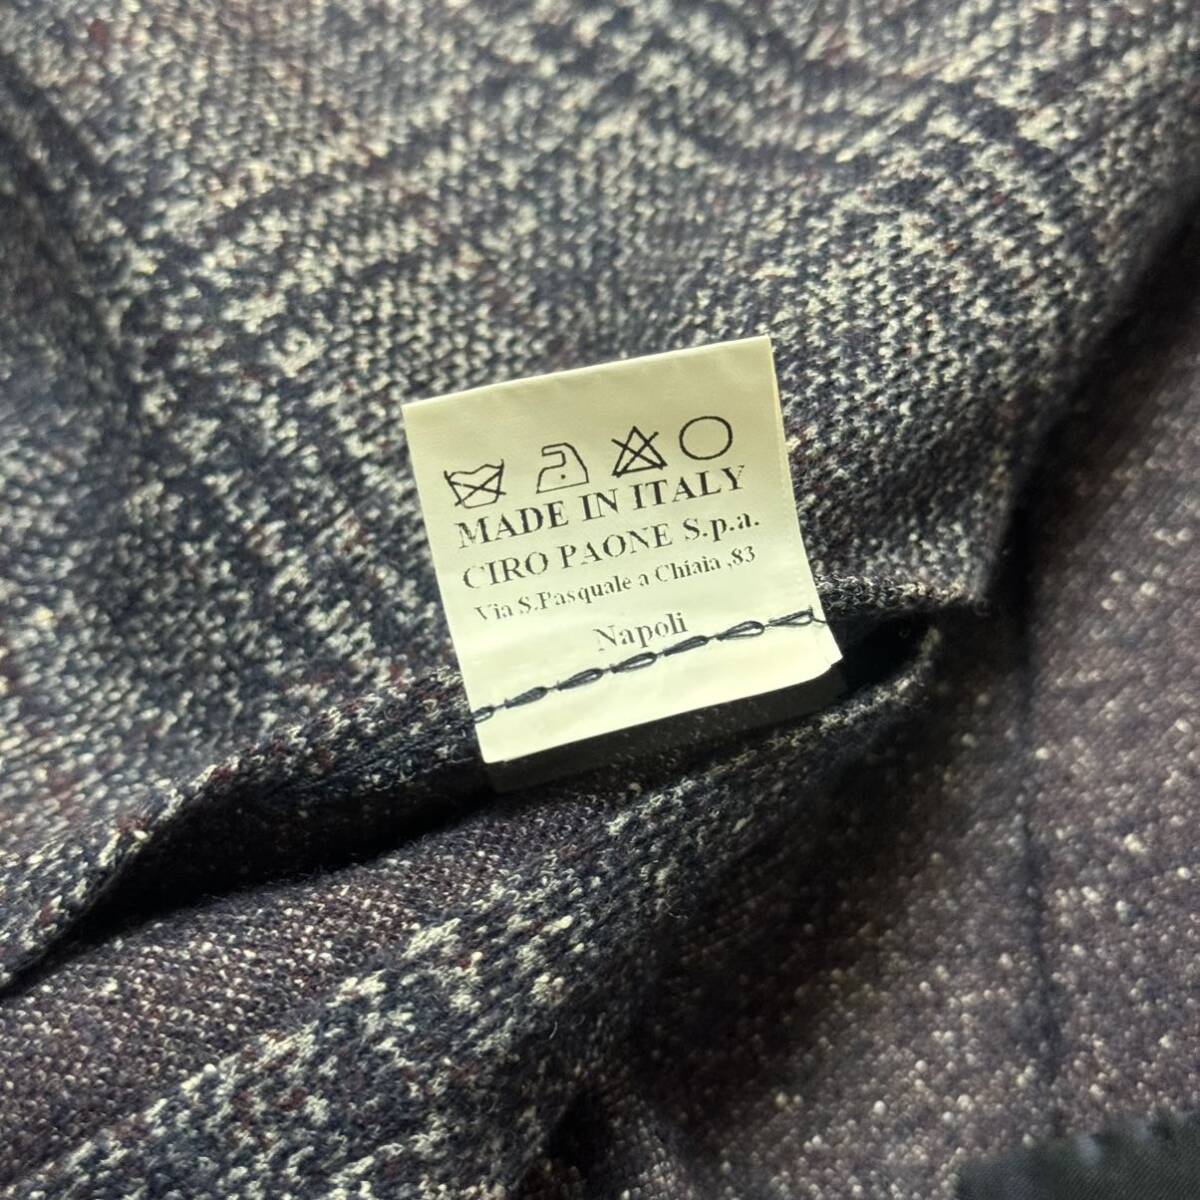 MADE IN ITALY
CIRO PAONE S.p.a.
Via S.Pasquale a Chiaia ,83
Napoli